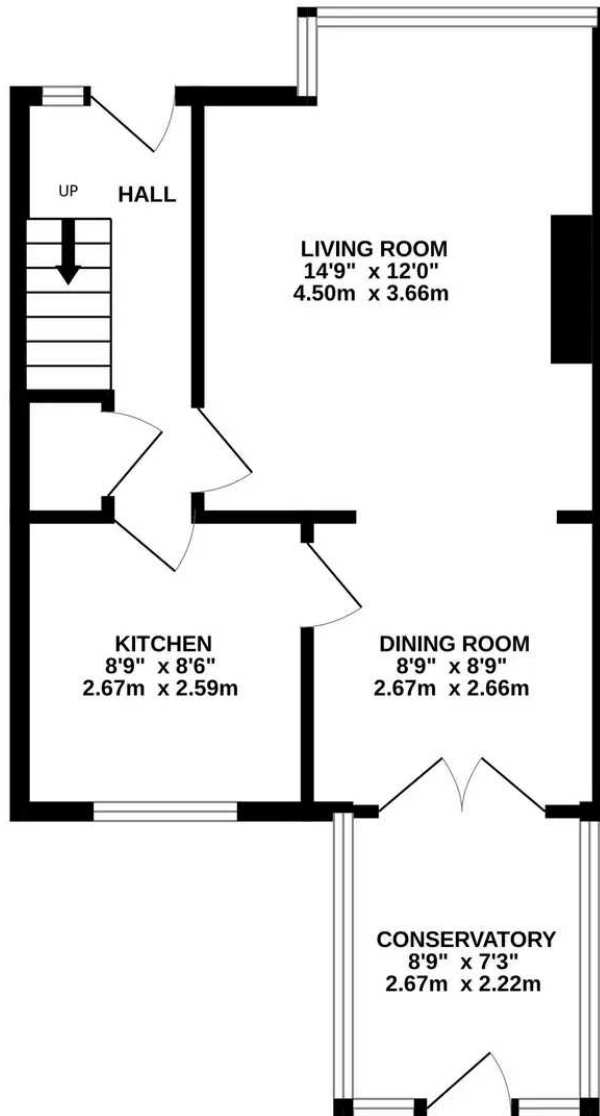 UP
HALL
LIVING ROOM
14'9" x 12'0"
4.50m x 3.66m
KITCHEN
8'9" x 8'6"
2.67m x 2.59m
DINING ROOM
8'9" x 8'9"
2.67m x 2.66m
CONSERVATORY
8'9" x 7'3"
2.67m x 2.22m